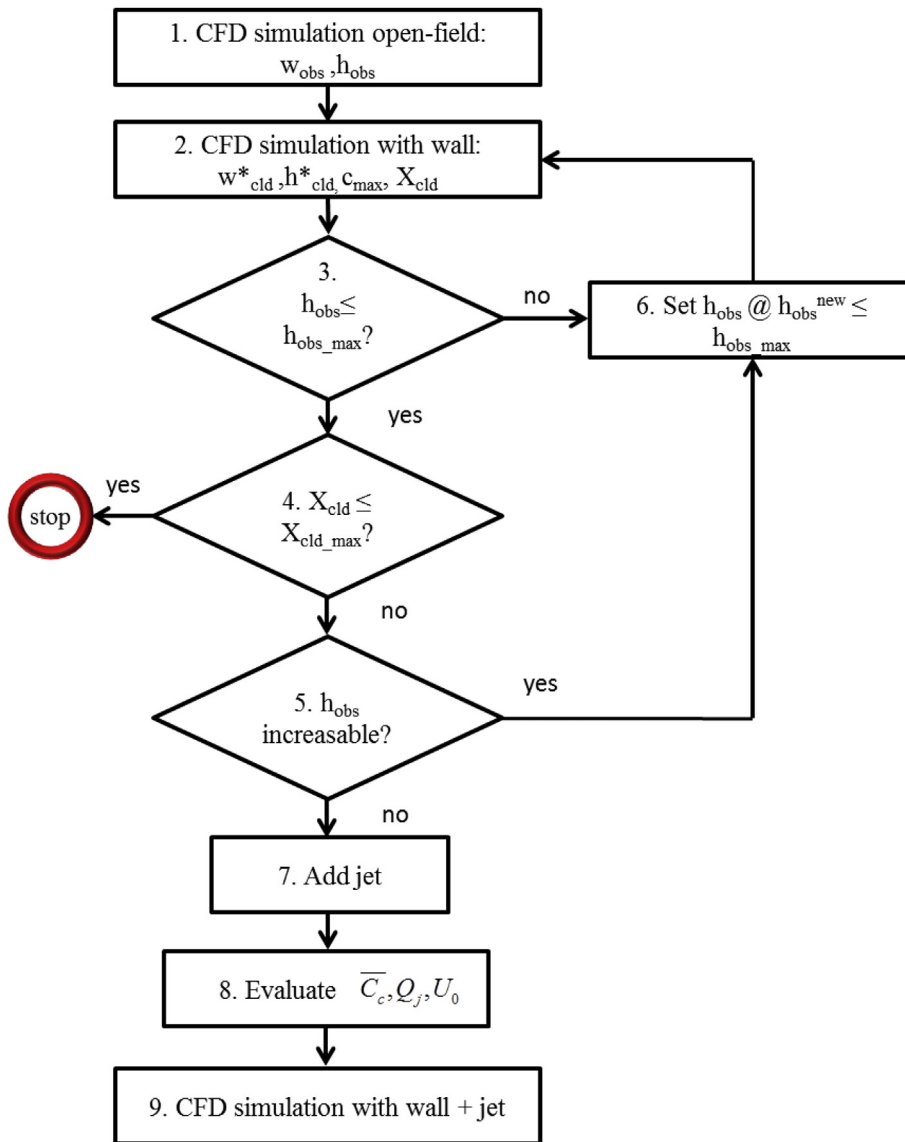 1. CFD simulation open-field:
w_obs ,h_obs
2. CFD simulation with wall:
w*_cld ,h*_cld, c_max, X_cld
3.
h_obs≤
h_obs_max?
no
6. Set h_obs @ h_obs^new ≤
h_obs_max
yes
4. X_cld ≤
X_cld_max?
yes
stop
no
5. h_obs
increasable?
yes
no
7. Add jet
8. Evaluate C̅_c, Q_j, U_0
9. CFD simulation with wall + jet